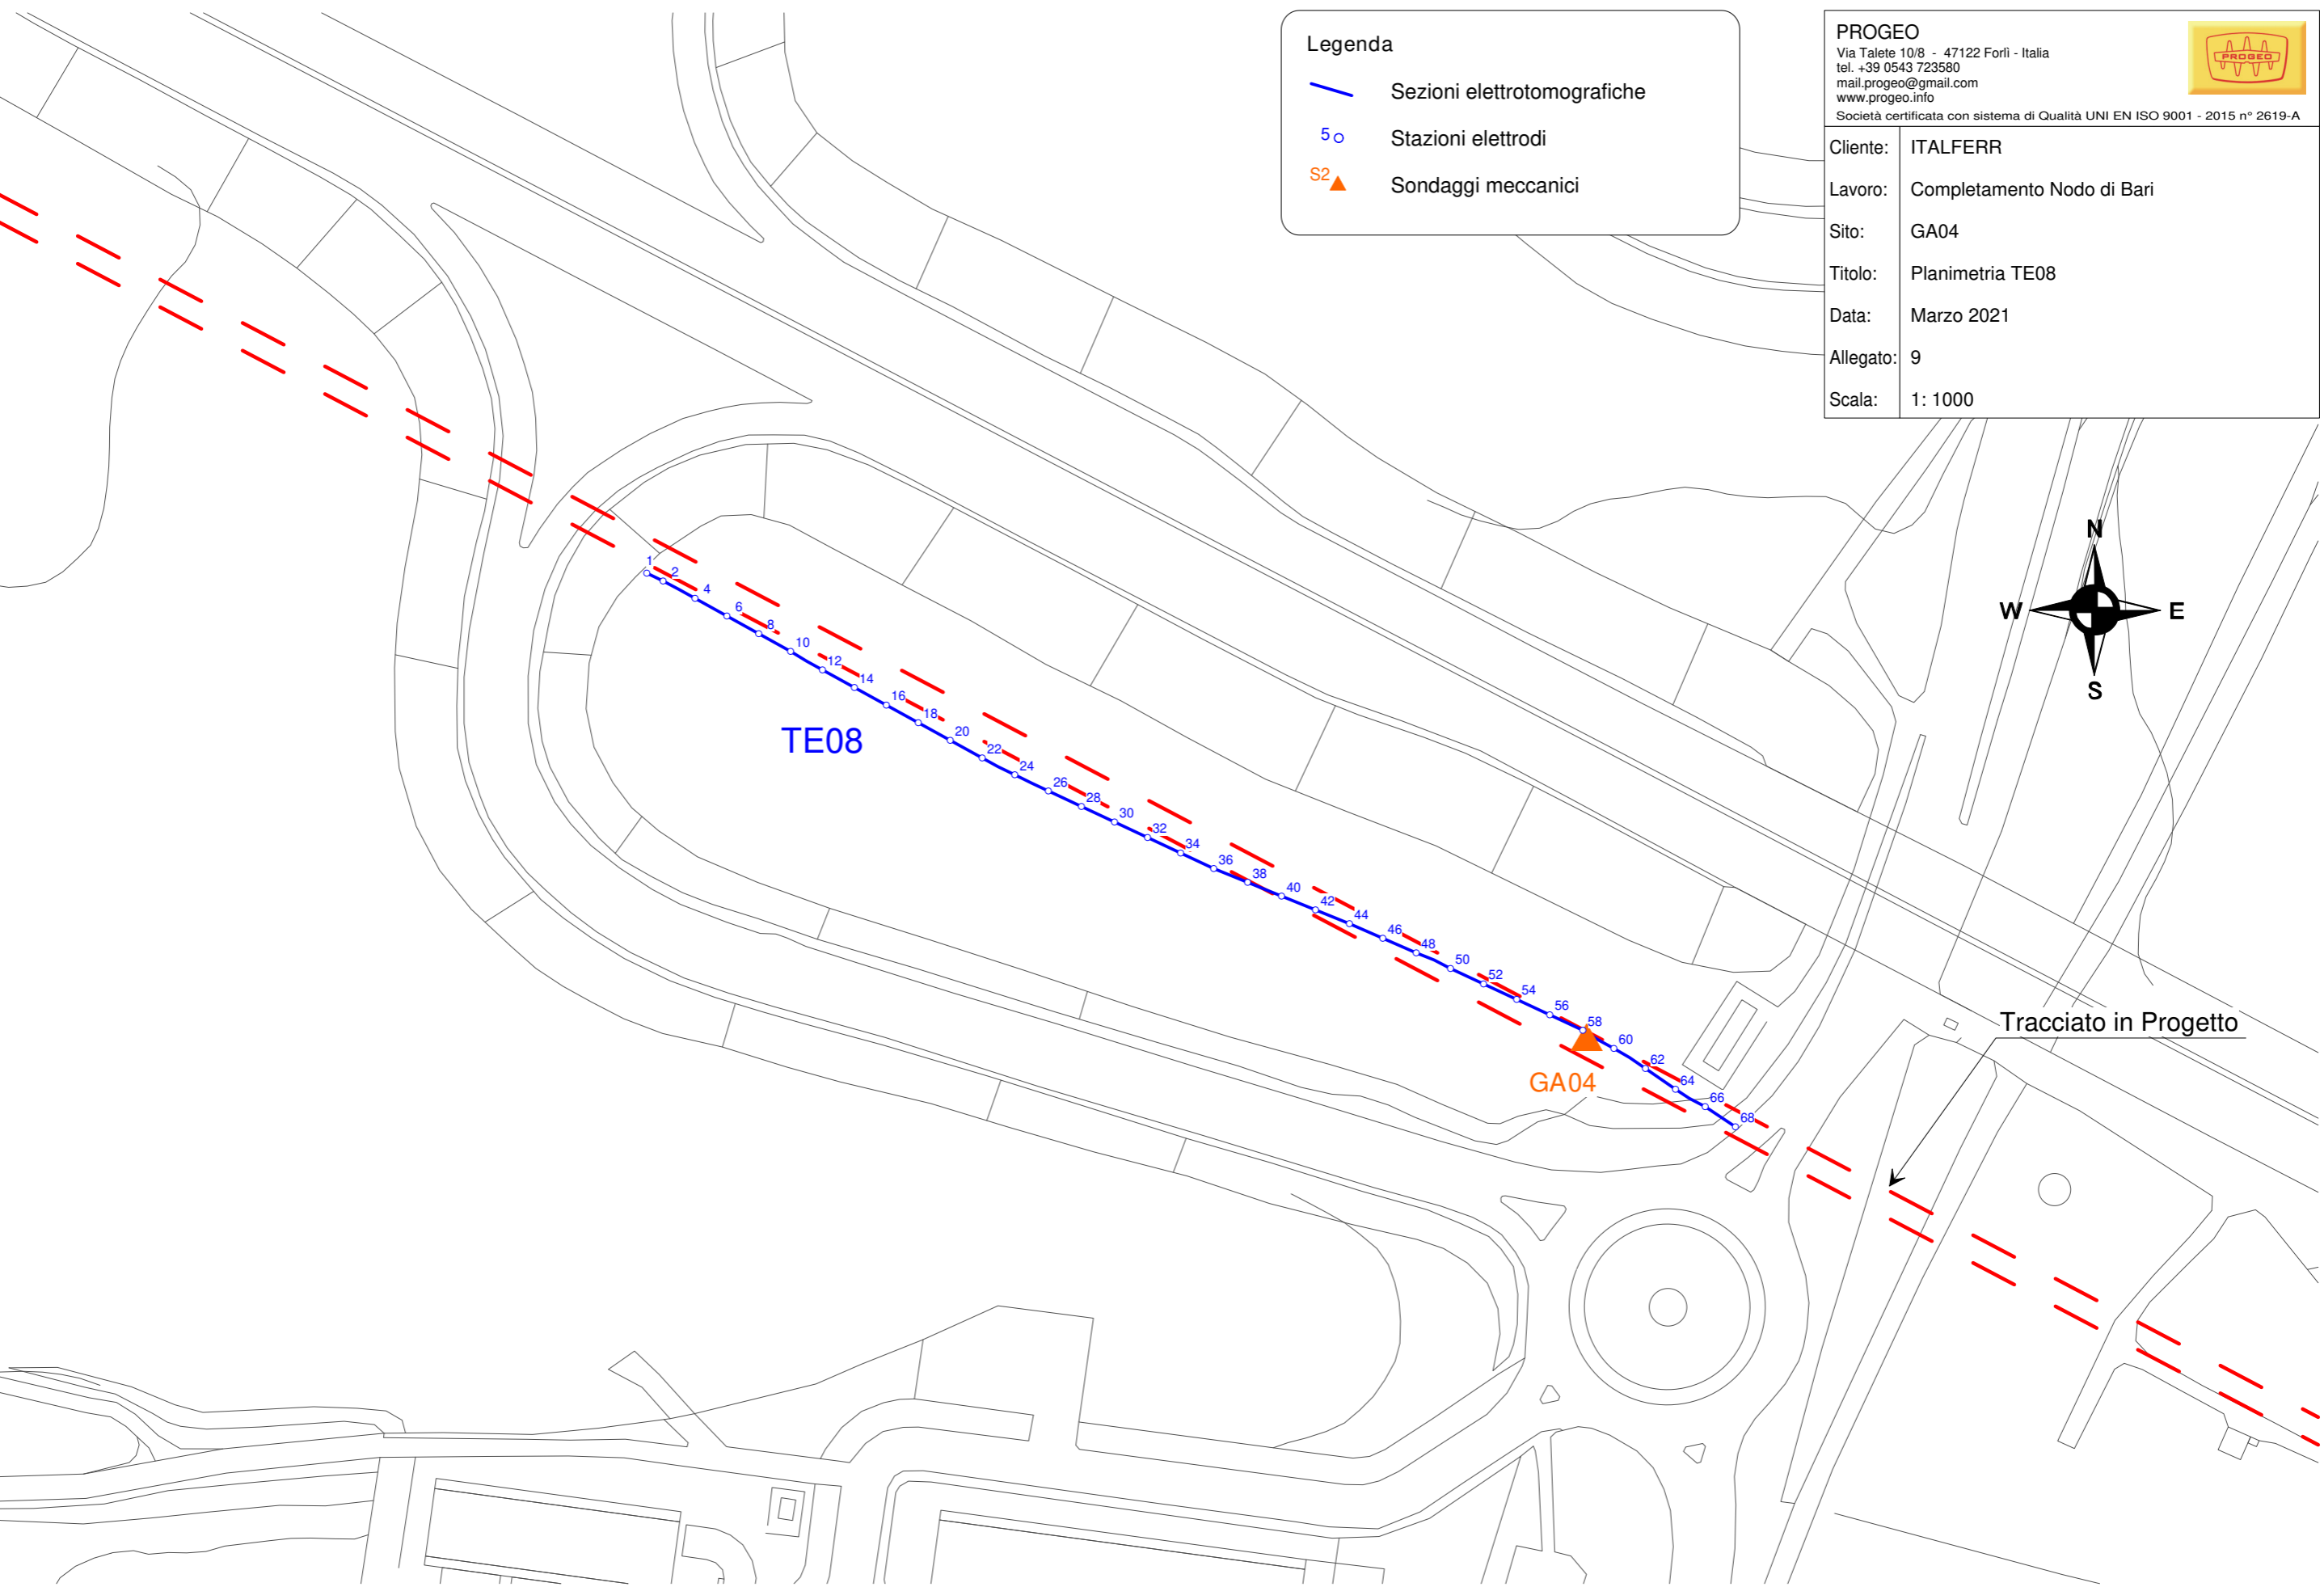 Legenda
Sezioni elettrotomografiche
5 Stazioni elettrodi
S2 Sondaggi meccanici
PROGEO
Via Talete 10/8 - 47122 Forlì - Italia
tel. +39 0543 723580
mail.progeo@gmail.com
www.progeo.info
PROGEO
Società certificata con sistema di Qualità UNI EN ISO 9001 - 2015 n° 2619-A
Cliente: ITALFERR
Lavoro: Completamento Nodo di Bari
Sito: GA04
Titolo: Planimetria TE08
Data: Marzo 2021
Allegato: 9
Scala: 1: 1000
N
W E
S
1
2
4
6
8
10
12
14
16
18
20
22
24
26
28
30
32
34
36
38
40
42
44
46
48
50
52
54
56
58
60
62
64
66
68
TE08
GA04
Tracciato in Progetto